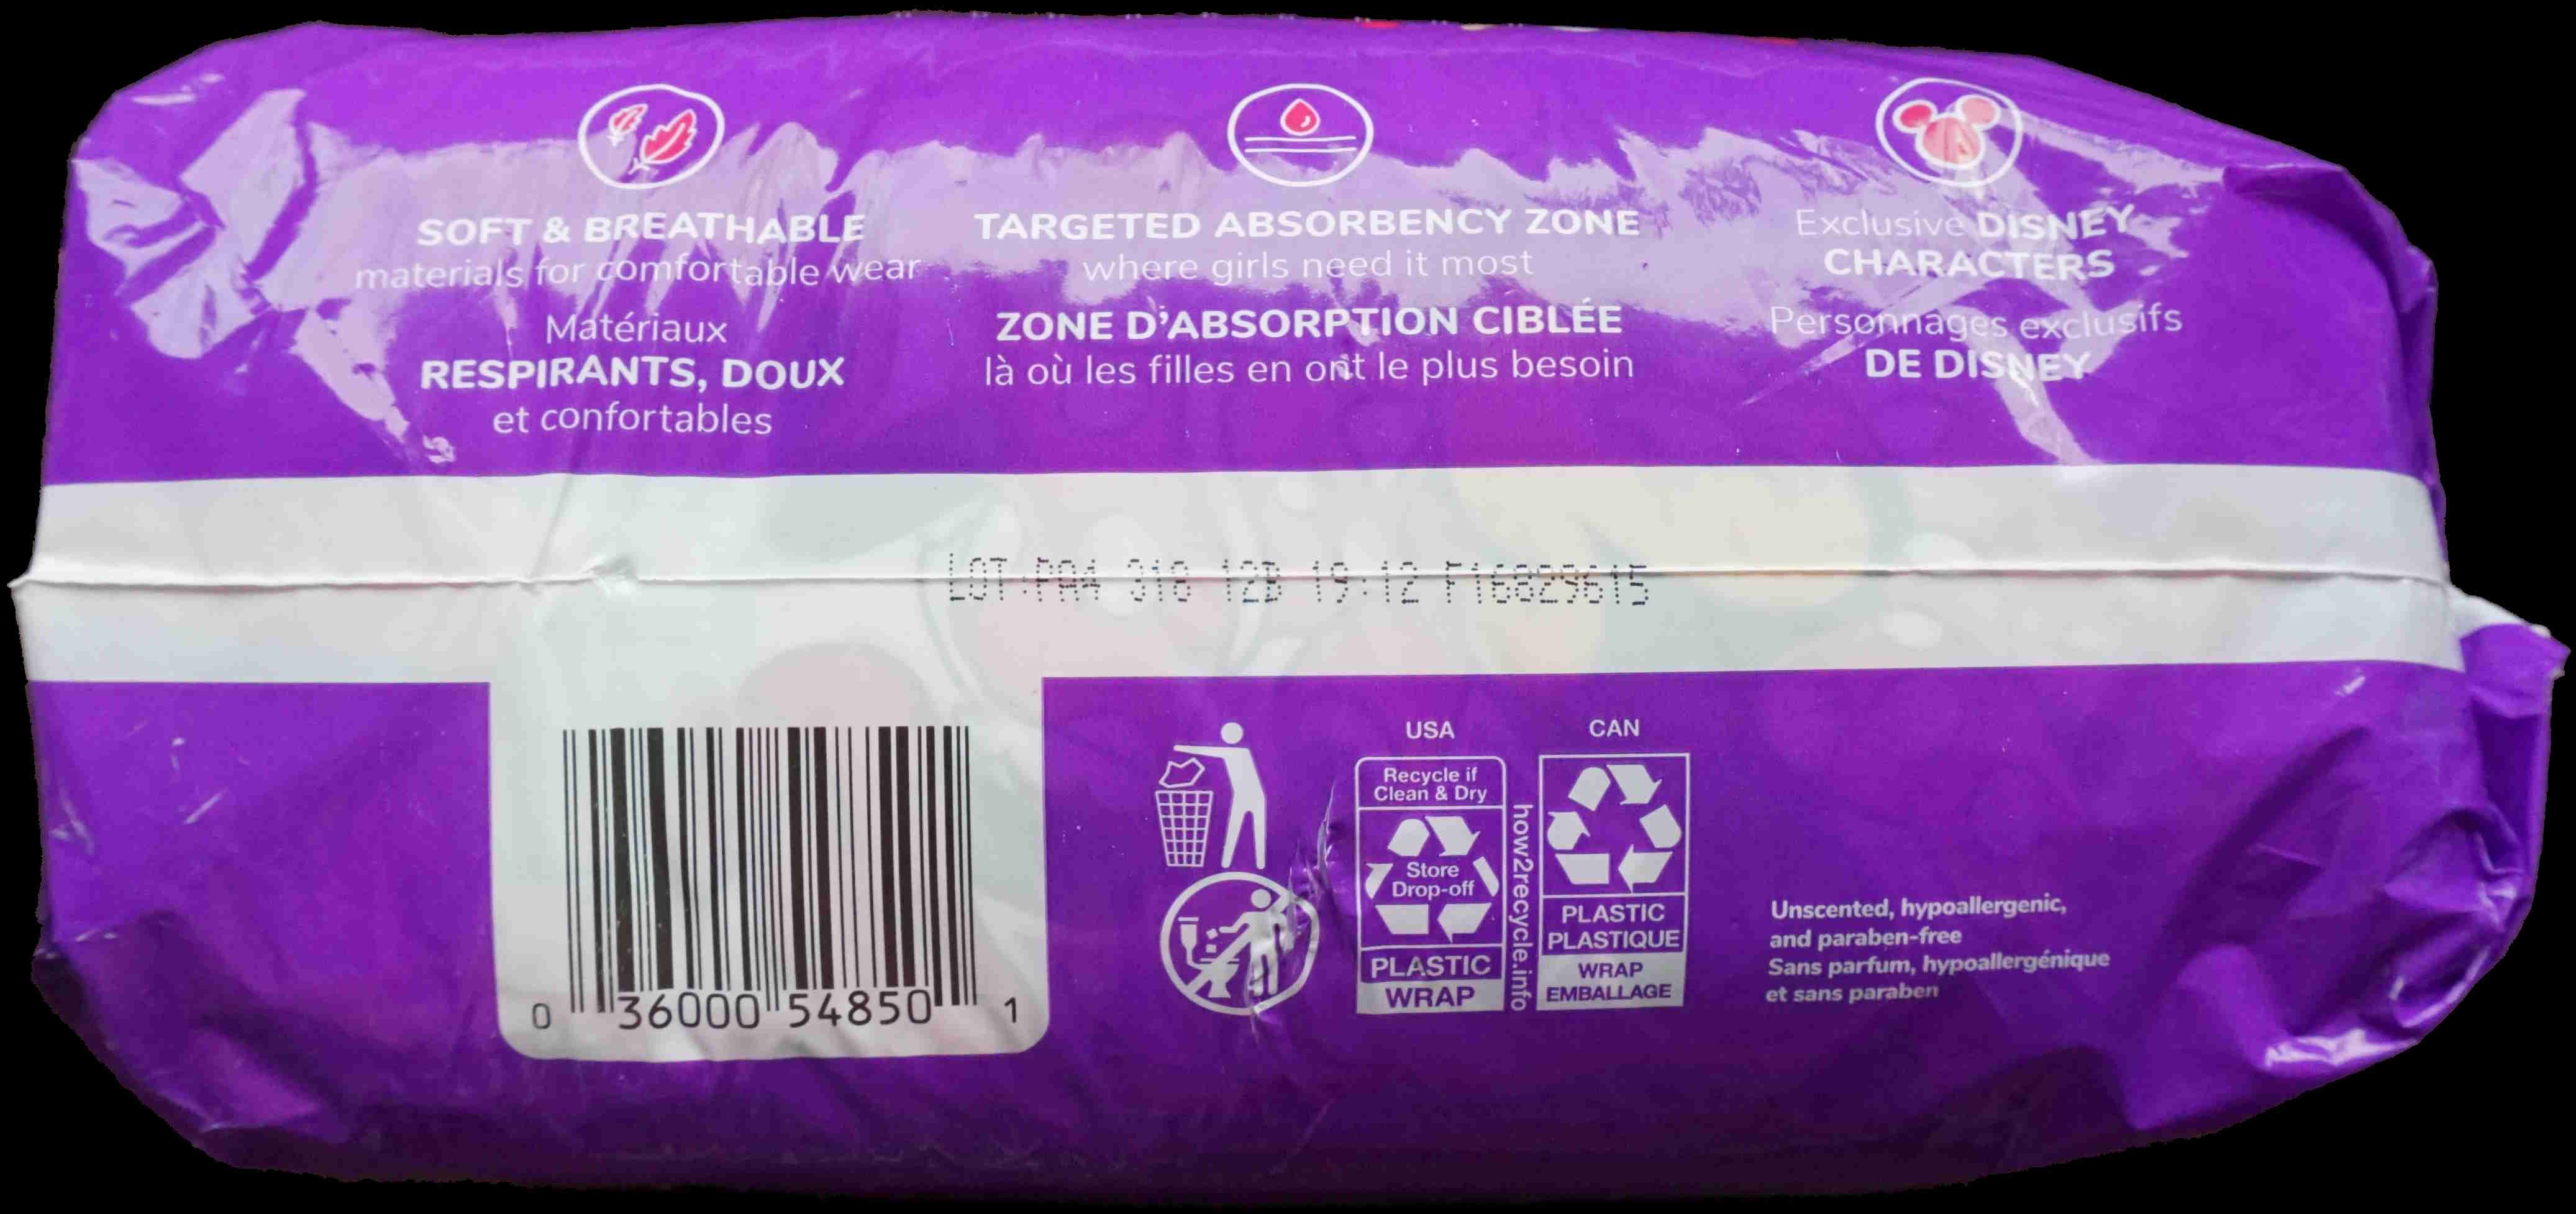 SOFT & BREATHABLE
materials for comfortable wear
Matériaux
RESPIRANTS, DOUX
et confortables
TARGETED ABSORBENCY ZONE
where girls need it most
ZONE D'ABSORPTION CIBLÉE
là où les filles en ont le plus besoin
Exclusive DISNEY
CHARACTERS
Personnages exclusifs
DE DISNEY
LOT: PA4 316 12B 19:12
0 36000 54850 1
USA
Recycle if
Clean & Dry
Store
Drop-off
PLASTIC
WRAP
how2recycle.info
CAN
PLASTIC
PLASTIQUE
WRAP
EMBALLAGE
Unscented, hypoallergenic,
and paraben-free
Sans parfum, hypoallergénique
et sans paraben